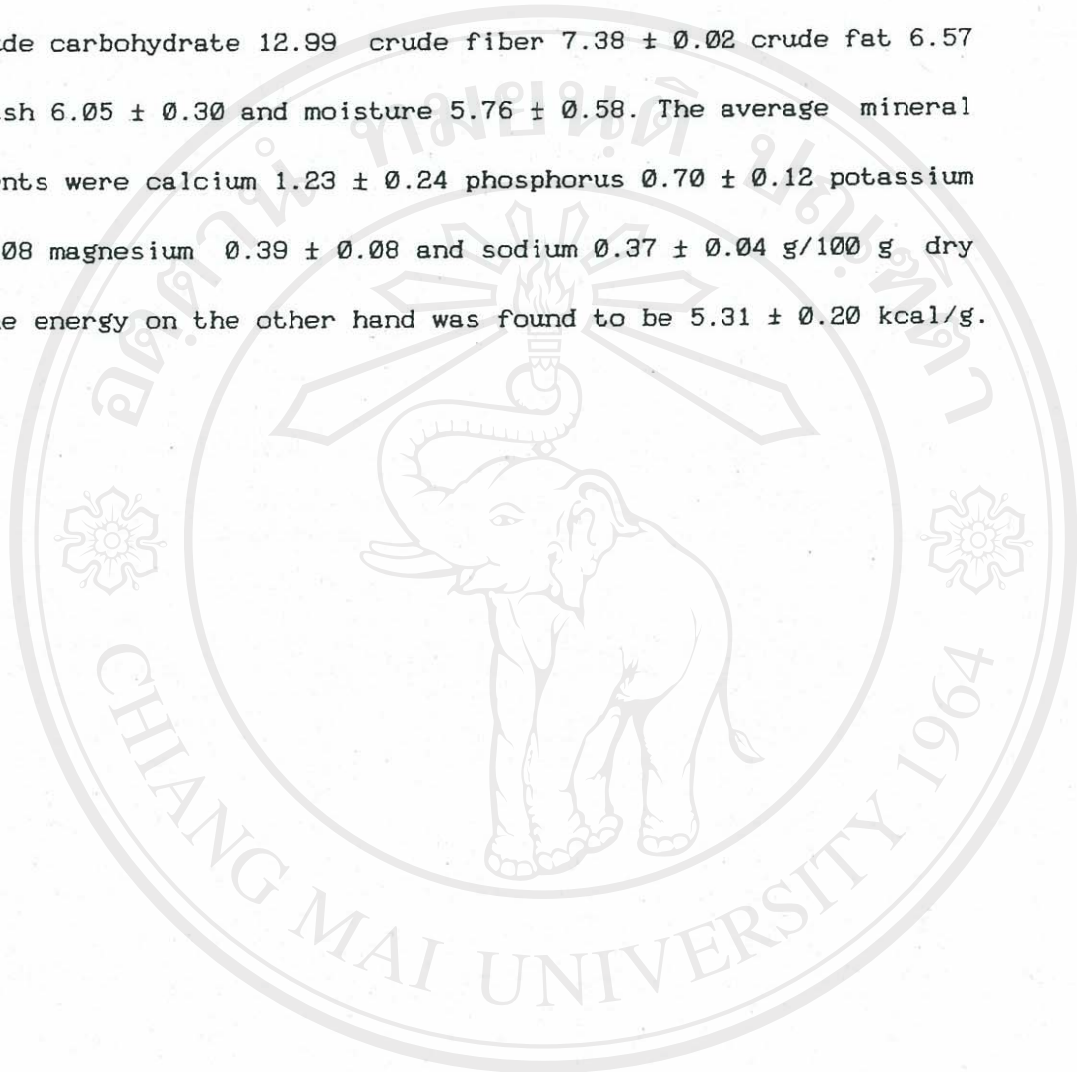 de carbohydrate 12.99 crude fiber 7.38 ± 0.02 crude fat 6.57
sh 6.05 ± 0.30 and moisture 5.76 ± 0.58. The average mineral
nts were calcium 1.23 ± 0.24 phosphorus 0.70 ± 0.12 potassium
08 magnesium 0.39 ± 0.08 and sodium 0.37 ± 0.04 g/100 g dry
e energy on the other hand was found to be 5.31 ± 0.20 kcal/g.
CHIANG MAI UNIVERSITY 1964